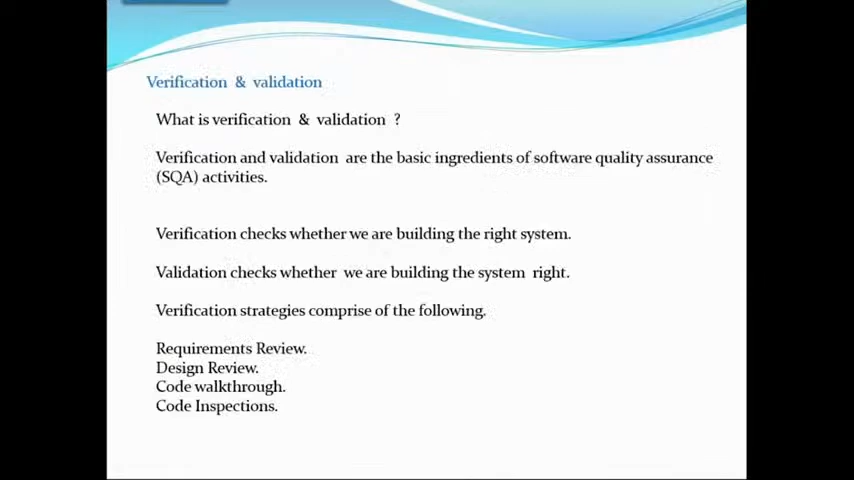 Verification & validation
What is verification & validation ?
Verification and validation are the basic ingredients of software quality assurance
(SQA) activities.
Verification checks whether we are building the right system.
Validation checks whether we are building the system right.
Verification strategies comprise of the following.
Requirements Review.
Design Review.
Code walkthrough.
Code Inspections.